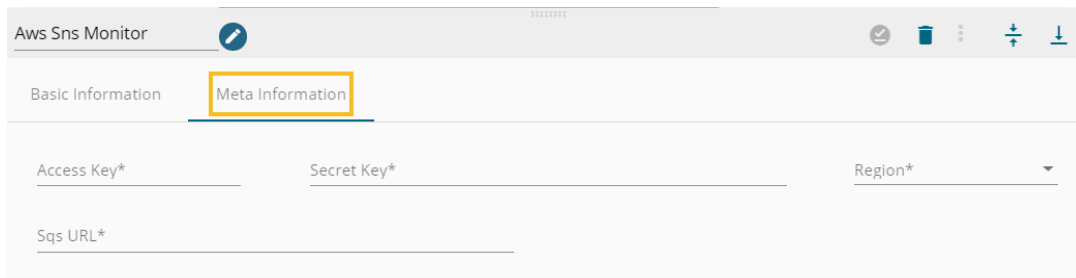 Aws Sns Monitor
Basic Information Meta Information
Access Key* Secret Key* Region*
Sqs URL*